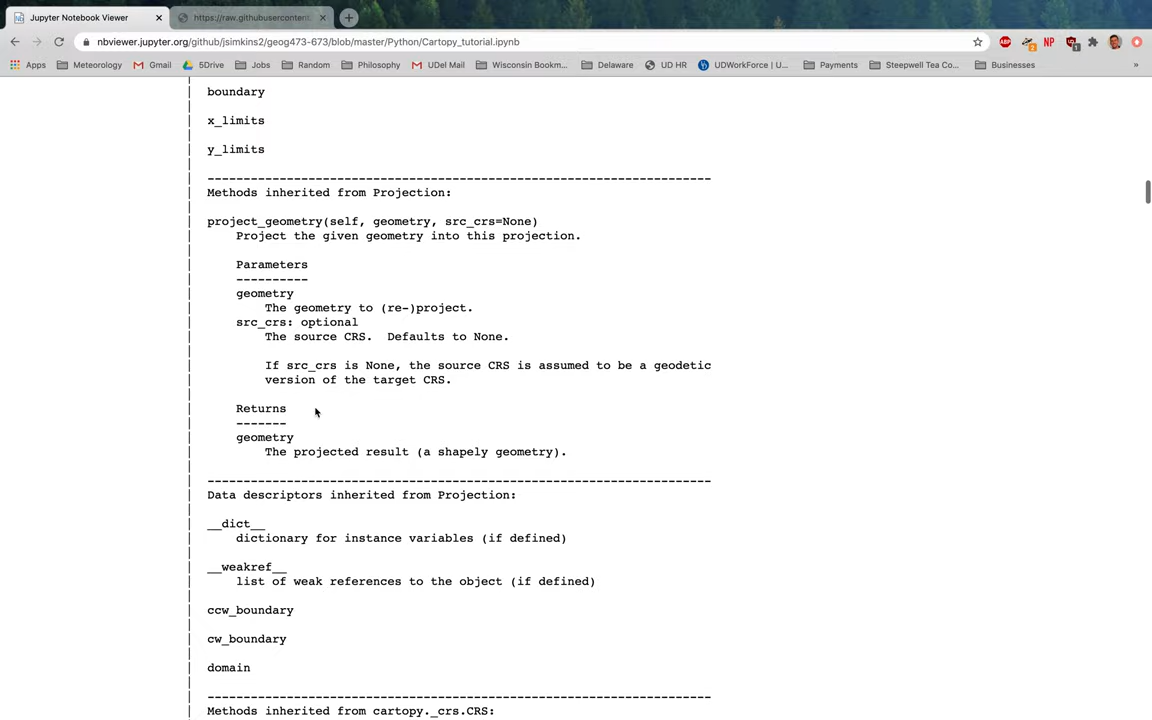 Jupyter Notebook Viewer
https://raw.githubusercontent.
nbviewer.jupyter.org/github/jsimkins2/geog473-673/blob/master/Python/Cartopy_tutorial.ipynb
ABP
2
NP
1
Apps
Meteorology
Gmail
5Drive
Jobs
Random
Philosophy
UDel Mail
Wisconsin Bookm...
Delaware
UD HR
UDWorkForce | U...
Payments
Steepwell Tea Co...
Businesses
»
boundary
x_limits
y_limits
----------------------------------------------------------------------
Methods inherited from Projection:
project_geometry(self, geometry, src_crs=None)
Project the given geometry into this projection.
Parameters
----------
geometry
The geometry to (re-)project.
src_crs: optional
The source CRS.  Defaults to None.
If src_crs is None, the source CRS is assumed to be a geodetic
version of the target CRS.
Returns
-------
geometry
The projected result (a shapely geometry).
----------------------------------------------------------------------
Data descriptors inherited from Projection:
__dict__
dictionary for instance variables (if defined)
__weakref__
list of weak references to the object (if defined)
ccw_boundary
cw_boundary
domain
----------------------------------------------------------------------
Methods inherited from cartopy._crs.CRS: